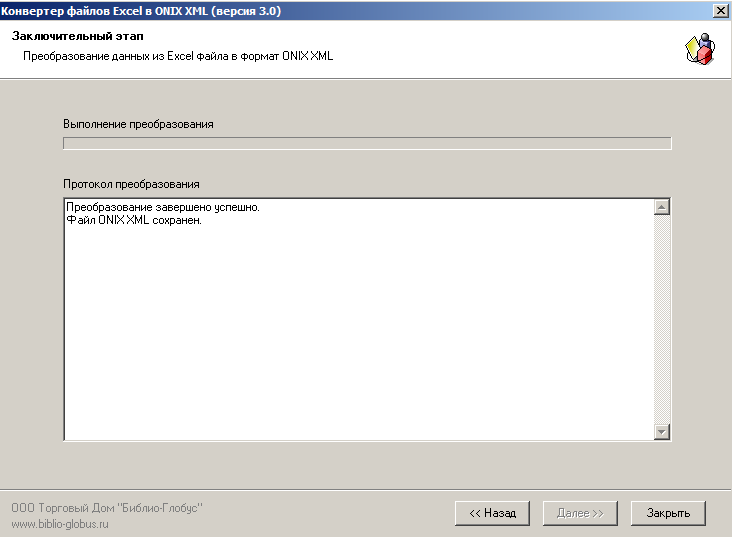 Конвертер файлов Excel в ONIX XML (версия 3.0)
Заключительный этап
Преобразование данных из Excel файла в формат ONIX XML
Выполнение преобразования
Протокол преобразования
Преобразование завершено успешно.
Файл ONIX XML сохранен.
ООО Торговый Дом "Библио-Глобус"
www.biblio-globus.ru
<< Назад
Далее >>
Закрыть